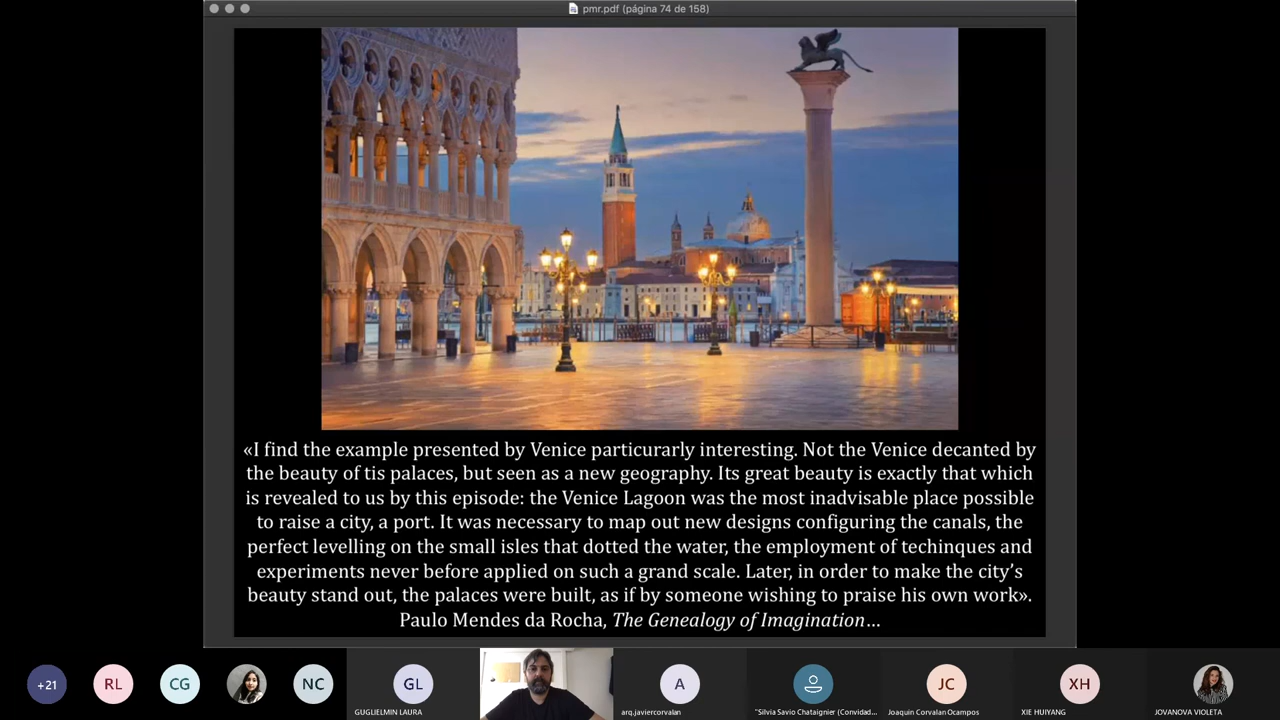 pmr.pdf (página 74 de 158)
«I find the example presented by Venice particurarly interesting. Not the Venice decanted by
the beauty of tis palaces, but seen as a new geography. Its great beauty is exactly that which
is revealed to us by this episode: the Venice Lagoon was the most inadvisable place possible
to raise a city, a port. It was necessary to map out new designs configuring the canals, the
perfect levelling on the small isles that dotted the water, the employment of techinques and
experiments never before applied on such a grand scale. Later, in order to make the city’s
beauty stand out, the palaces were built, as if by someone wishing to praise his own work».
Paulo Mendes da Rocha, The Genealogy of Imagination…
+21
RL
CG
NC
GL
A
JC
XH
GUGLIELMIN LAURA
arq.javiercorvalan
"Silvia Savio Chataignier (Convidad...
Joaquin Corvalan Ocampos
XIE HUIYANG
JOVANOVA VIOLETA